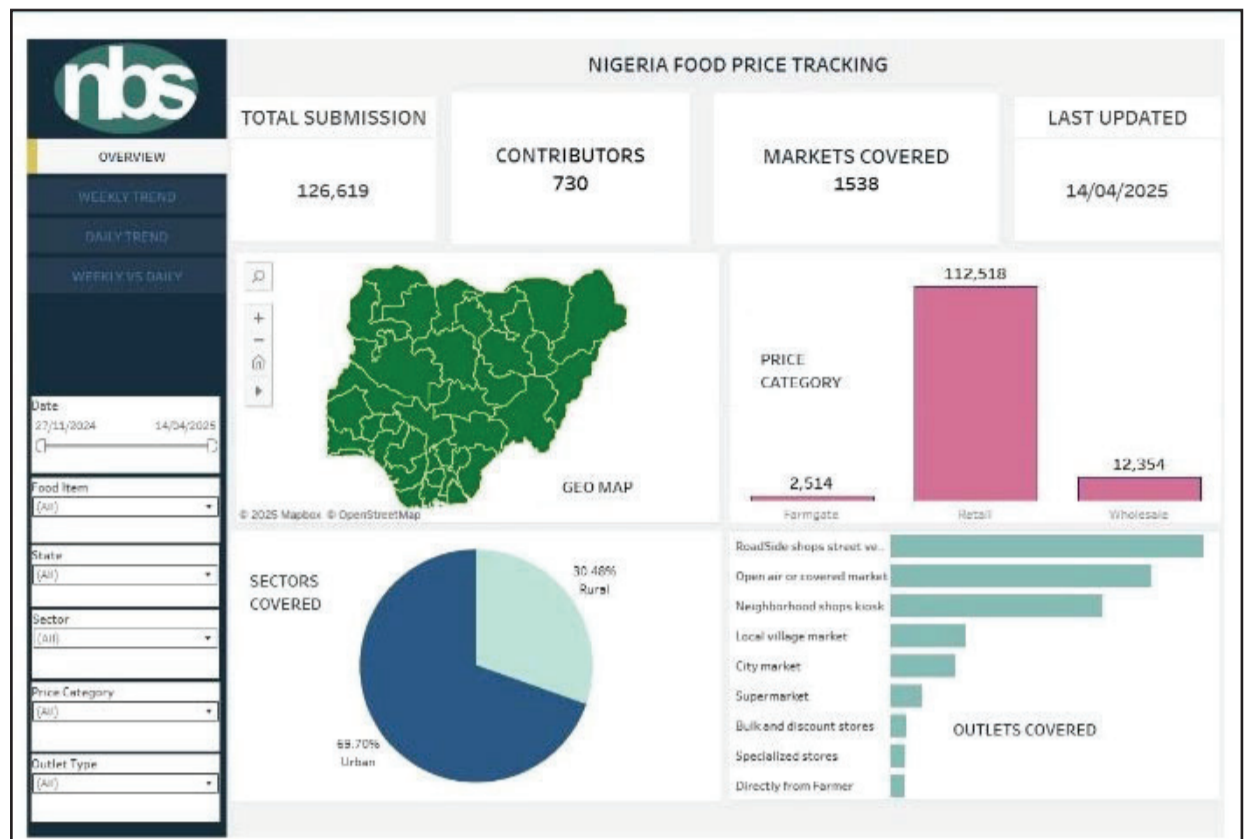 nbs
NIGERIA FOOD PRICE TRACKING
OVERVIEW
WEEKLY TREND
DAILY TREND
WEEKLY VS DAILY
TOTAL SUBMISSION
126,619
CONTRIBUTORS
730
MARKETS COVERED
1538
LAST UPDATED
14/04/2025
Date
27/11/2024 14/04/2025
Food Item
(All)
State
(All)
Sector
(All)
Price Category
(All)
Outlet Type
(All)
GEO MAP
© 2025 Mapbox © OpenStreetMap
PRICE
CATEGORY
2,514
112,518
12,354
Farmgate Retail Wholesale
SECTORS
COVERED
30.48%
Rural
69.70%
Urban
RoadSide shops street ve..
Open air or covered market
Neighborhood shops kiosk
Local village market
City market
Supermarket
Bulk and discount stores
Specialized stores
Directly from Farmer
OUTLETS COVERED